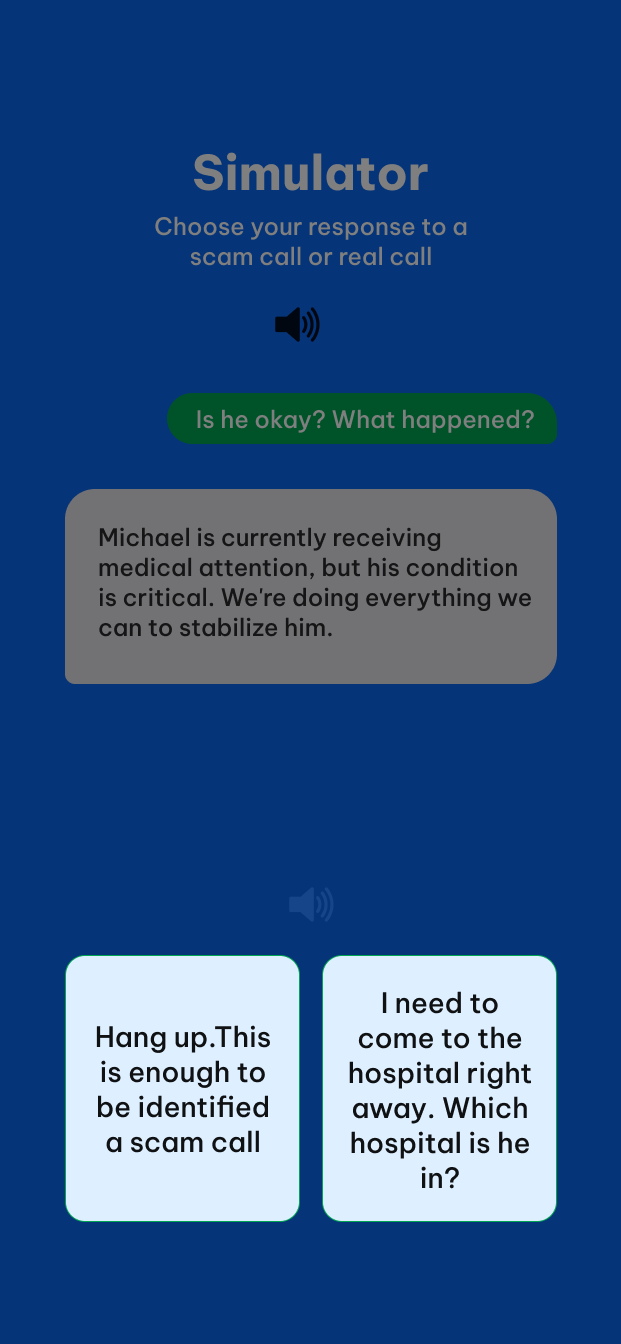 Simulator
Choose your response to a
scam call or real call
Is he okay? What happened?
Michael is currently receiving
medical attention, but his condition
is critical. We're doing everything we
can to stabilize him.
Hang up.This
is enough to
be identified
a scam call
I need to
come to the
hospital right
away. Which
hospital is he
in?